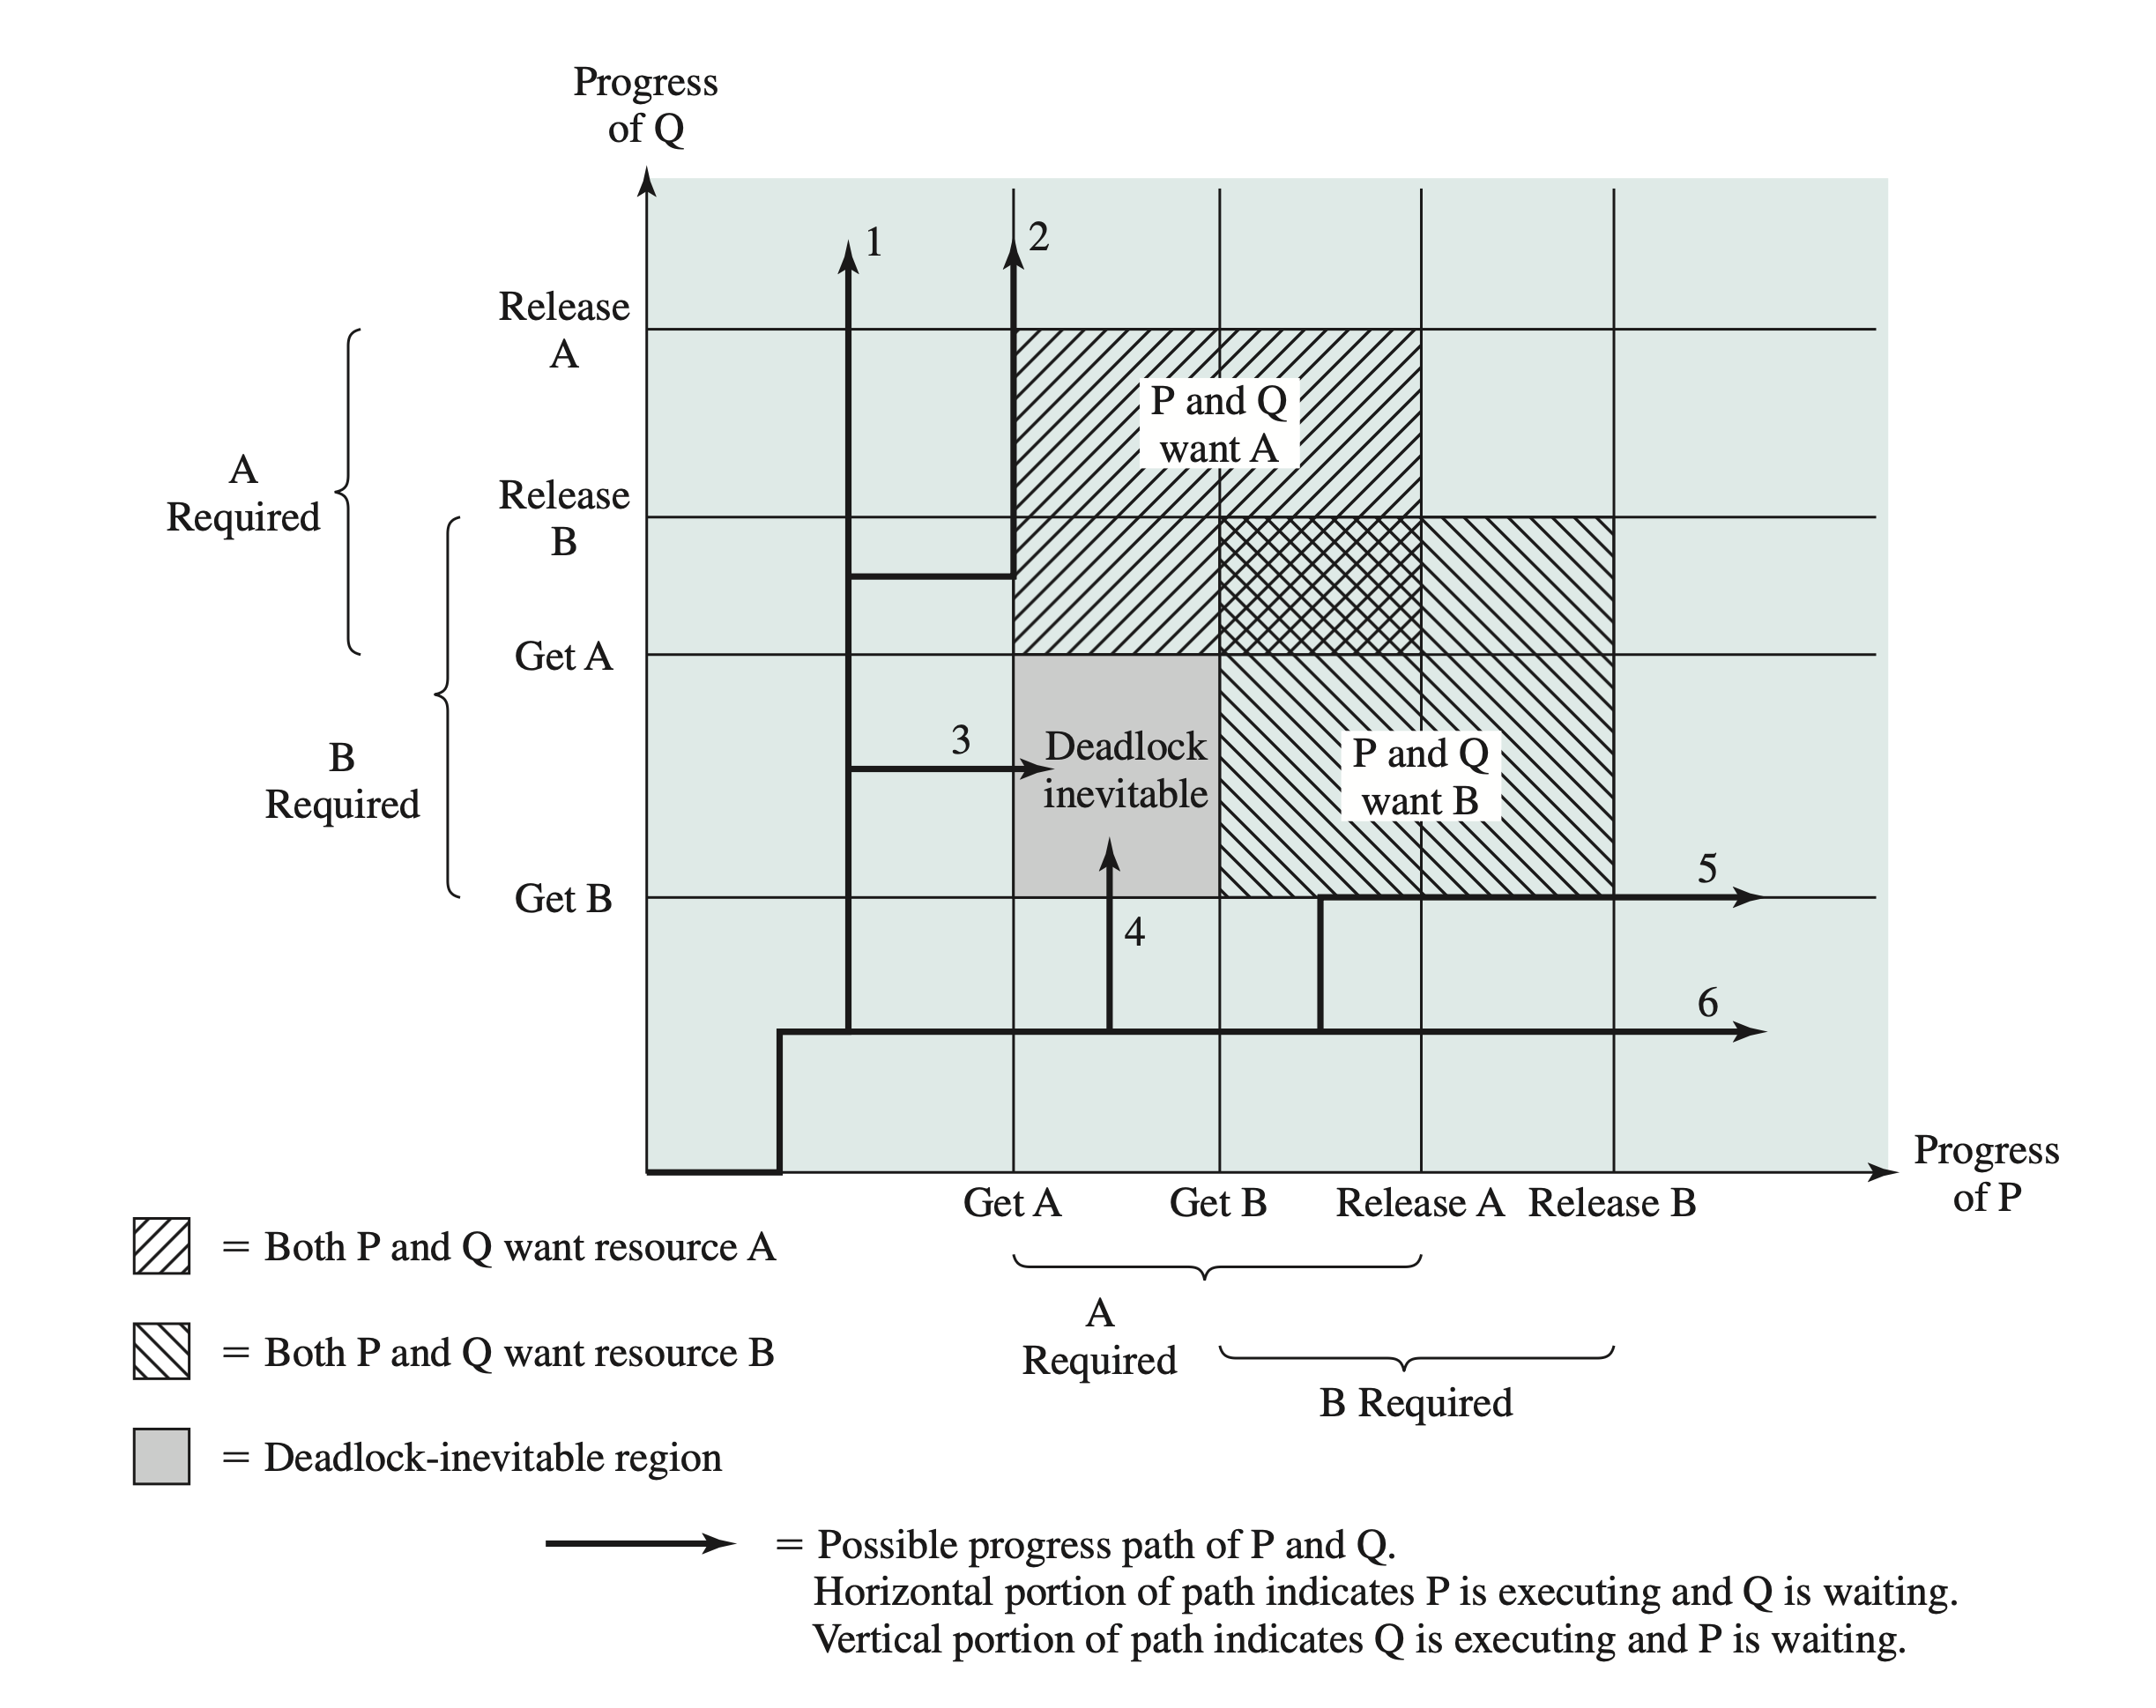 Progress
of Q
1
2
Release
A
P and Q
want A
A
Required
Release
B
Get A
3
Deadlock
inevitable
P and Q
want B
B
Required
5
Get B
4
6
Progress
of P
Get A
Get B
Release A
Release B
= Both P and Q want resource A
A
Required
= Both P and Q want resource B
B Required
= Deadlock-inevitable region
= Possible progress path of P and Q.
Horizontal portion of path indicates P is executing and Q is waiting.
Vertical portion of path indicates Q is executing and P is waiting.